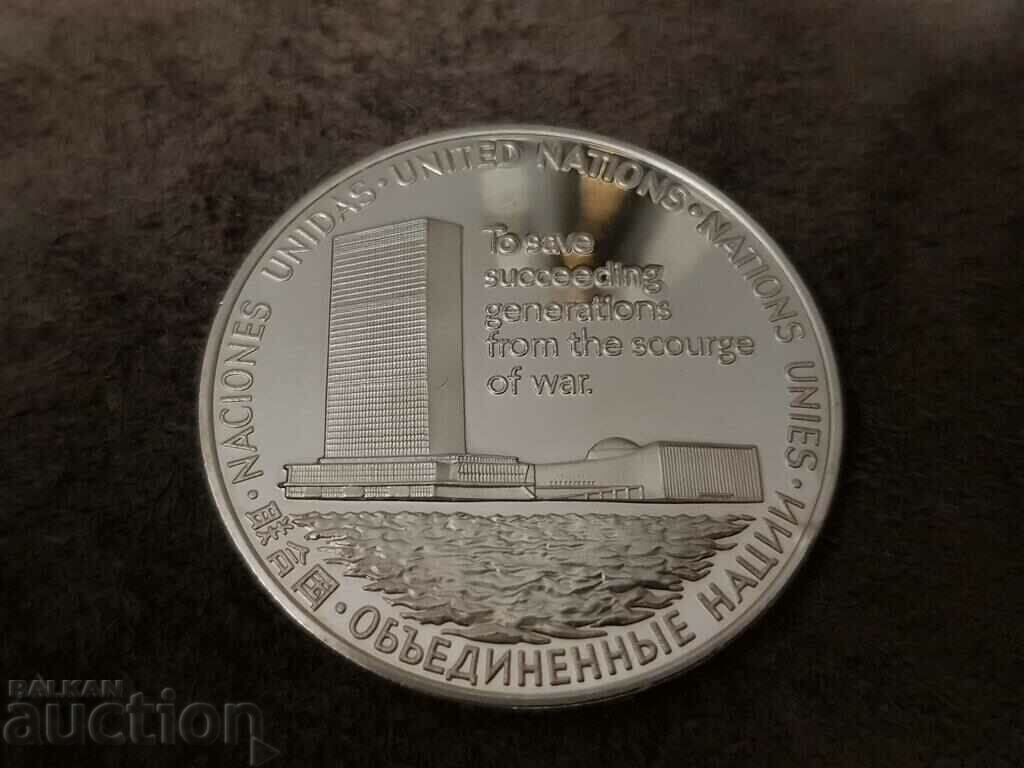 UNITED NATIONS · NATIONS UNIES · ОБЪЕДИНЕННЫЕ НАЦИИ · 联合国 · NACIONES UNIDAS ·
To save
succeeding
generations
from the scourge
of war.
BALKAN
auction